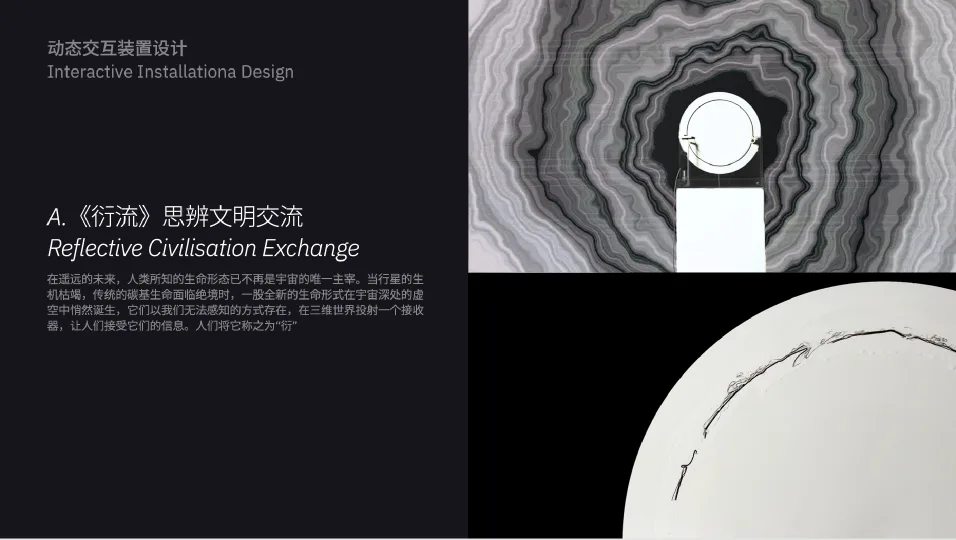 动态交互装置设计
Interactive Installationa Design
A.《衍流》思辨文明交流
Reflective Civilisation Exchange
在遥远的未来，人类所知的生命形态已不再是宇宙的唯一主宰。当行星的生
机枯竭，传统的碳基生命面临绝境时，一股全新的生命形式在宇宙深处的虚
空中悄然诞生，它们以我们无法感知的方式存在，在三维世界投射一个接收
器，让人们接受它们的信息。人们将它称之为“衍”